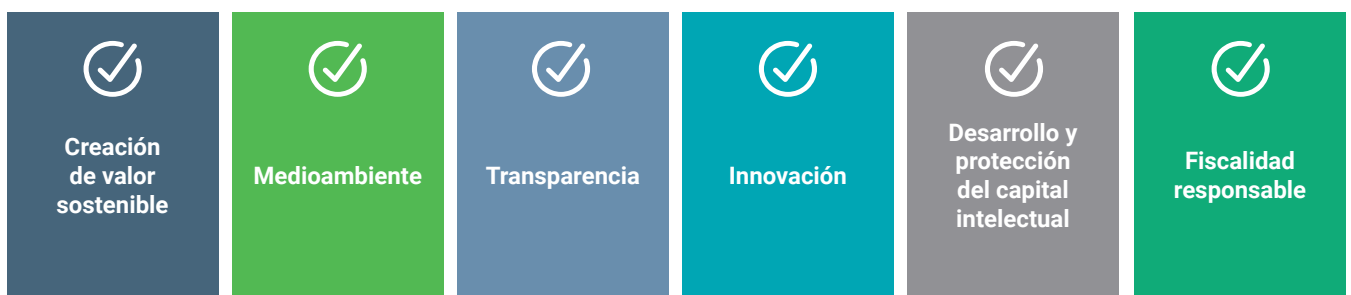 Creación
de valor
sostenible
Medioambiente
Transparencia
Innovación
Desarrollo y
protección
del capital
intelectual
Fiscalidad
responsable